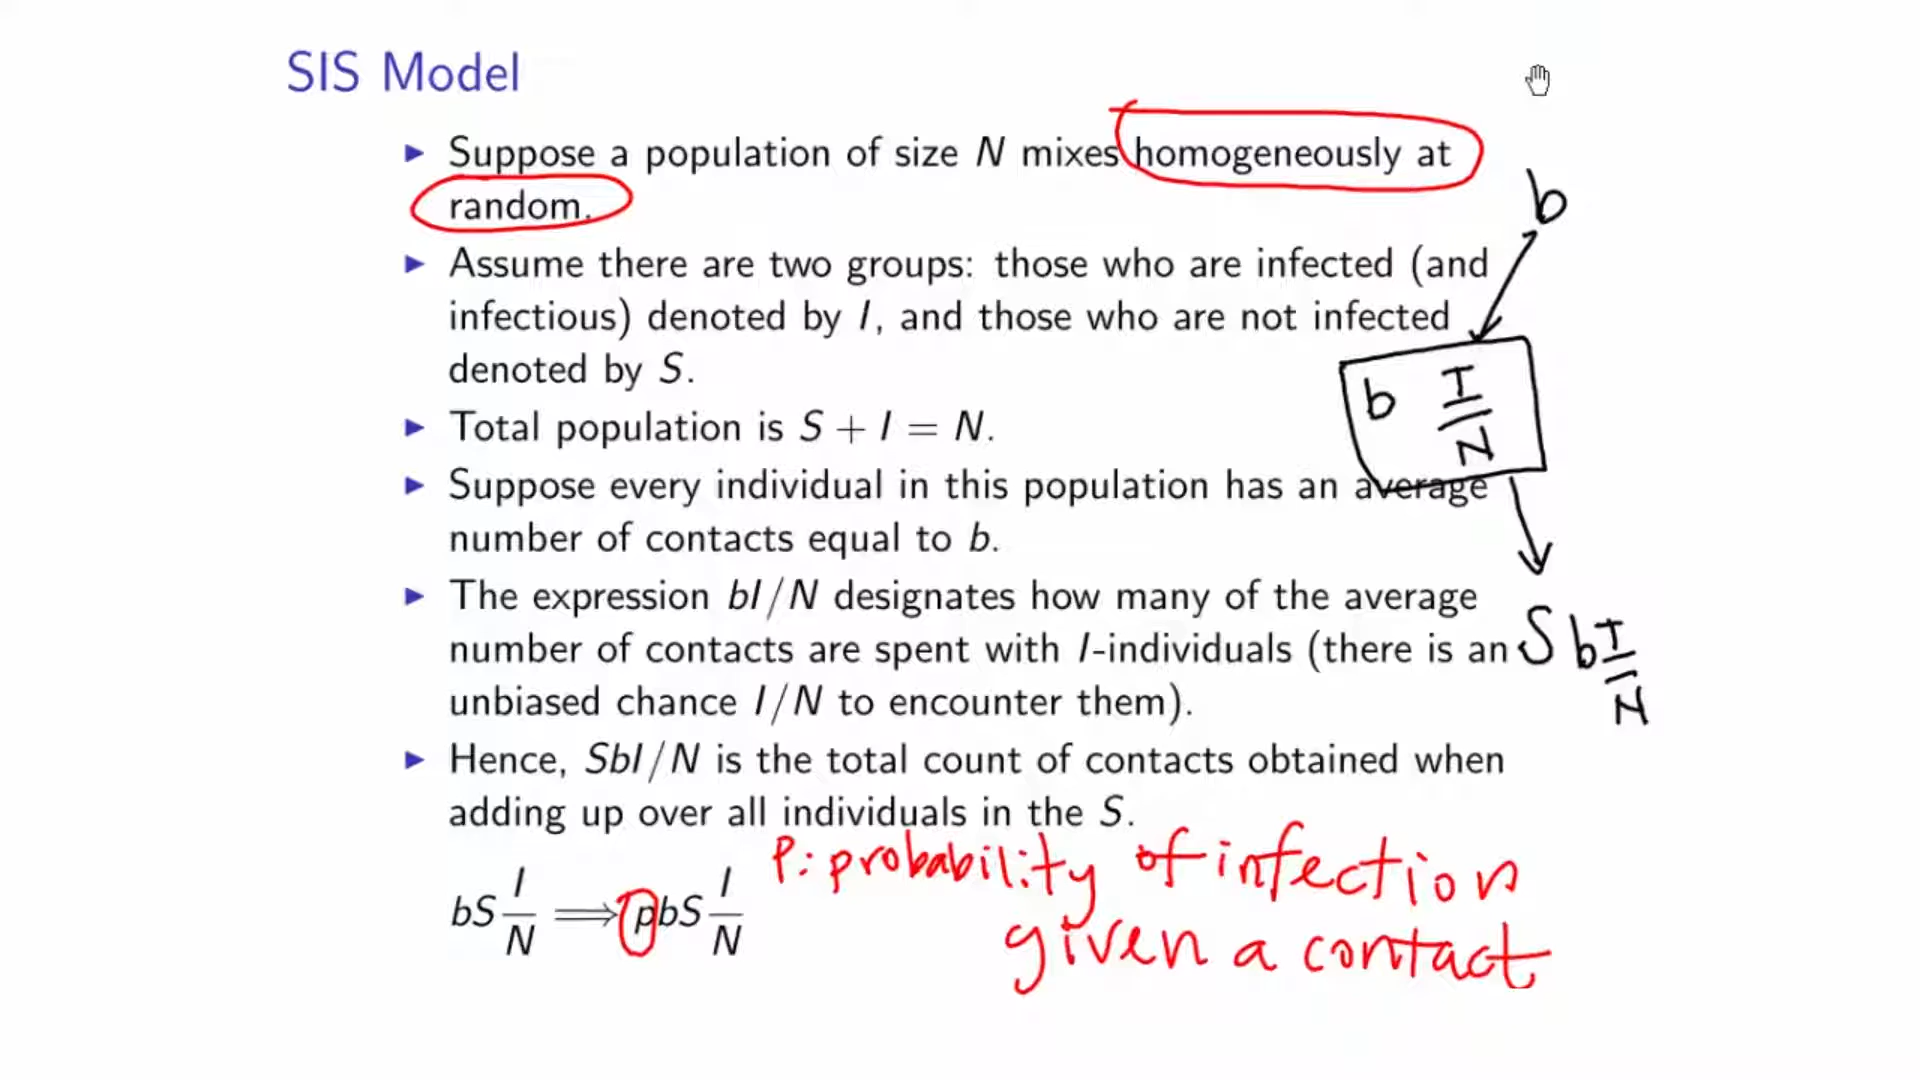 SIS Model
▶ Suppose a population of size N mixes homogeneously at
random.
▶ Assume there are two groups: those who are infected (and
infectious) denoted by I, and those who are not infected
denoted by S.
▶ Total population is S + I = N.
▶ Suppose every individual in this population has an average
number of contacts equal to b.
▶ The expression bI/N designates how many of the average
number of contacts are spent with I-individuals (there is an
unbiased chance I/N to encounter them).
▶ Hence, SbI/N is the total count of contacts obtained when
adding up over all individuals in the S.
bS I/N ⟹ pbS I/N
P: probability of infection
given a contact
b
b I/N
S b I/N